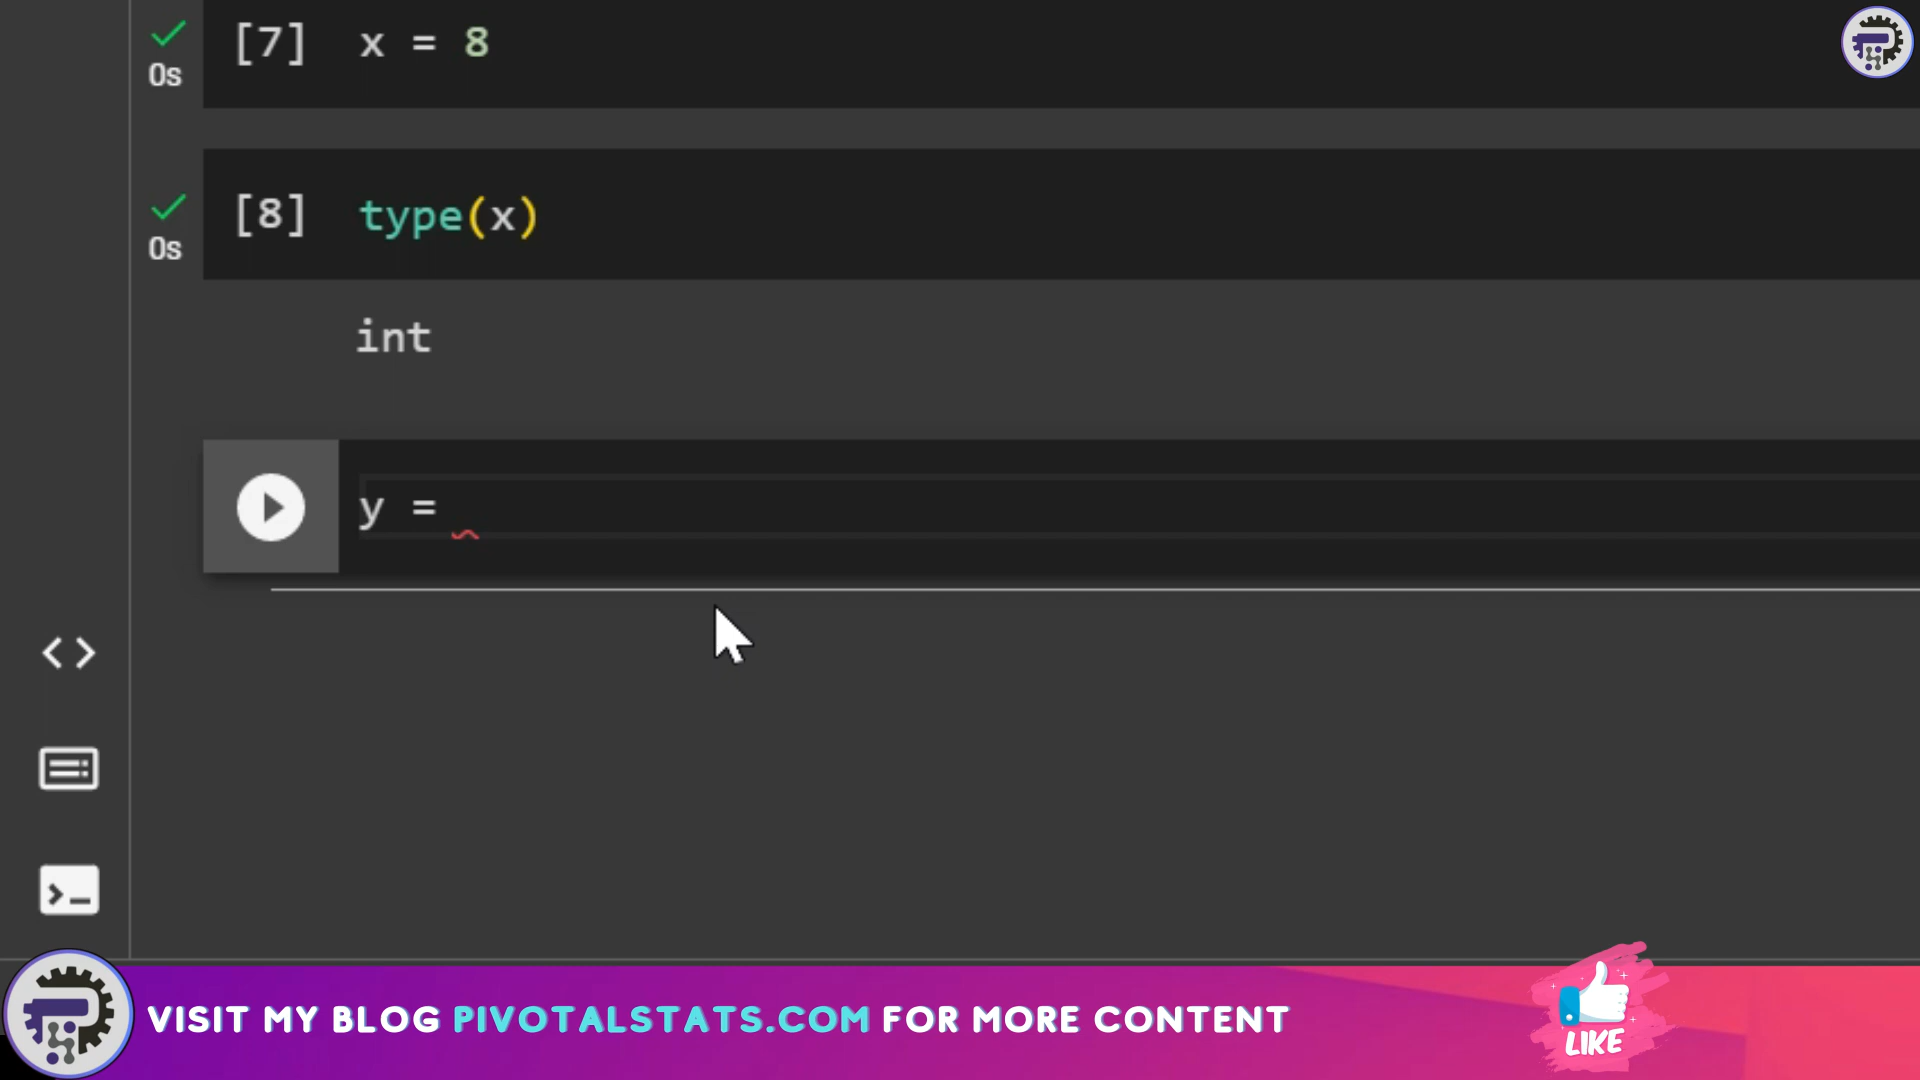 [7] x = 8
0s
[8] type(x)
0s
int
y =
VISIT MY BLOG PIVOTALSTATS.COM FOR MORE CONTENT
LIKE